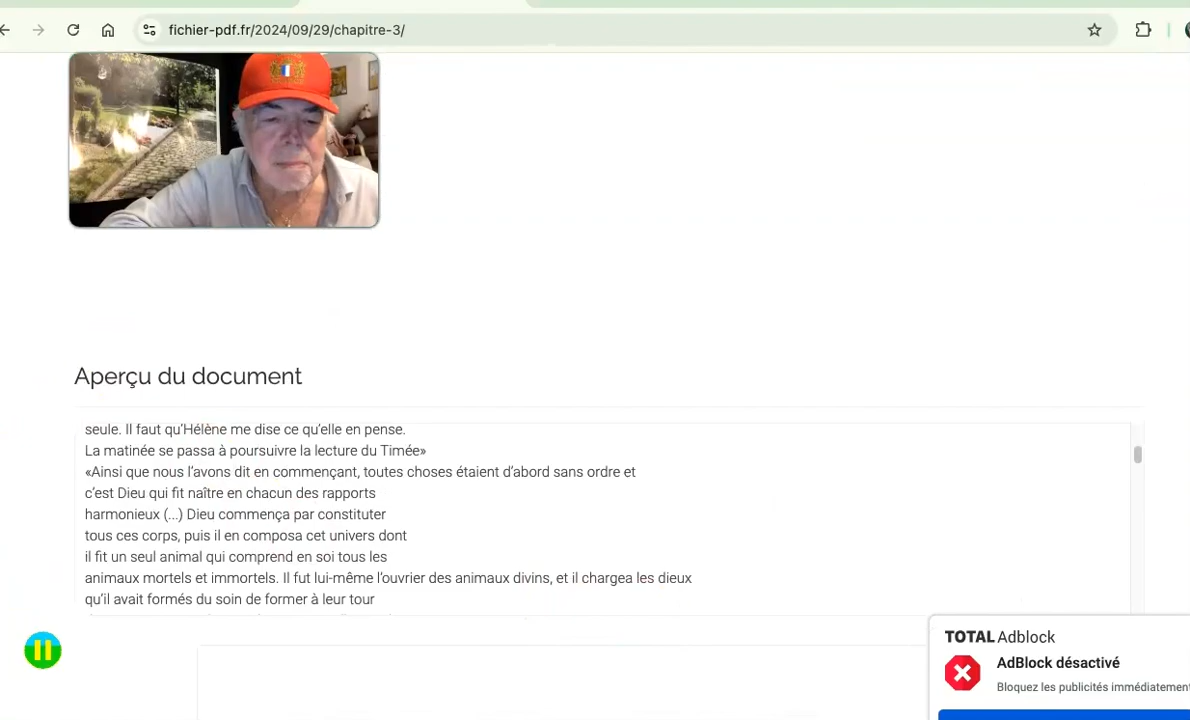 fichier-pdf.fr/2024/09/29/chapitre-3/
Aperçu du document
seule. Il faut qu’Hélène me dise ce qu’elle en pense.
La matinée se passa à poursuivre la lecture du Timée»
«Ainsi que nous l’avons dit en commençant, toutes choses étaient d’abord sans ordre et
c’est Dieu qui fit naître en chacun des rapports
harmonieux (...) Dieu commença par constituter
tous ces corps, puis il en composa cet univers dont
il fit un seul animal qui comprend en soi tous les
animaux mortels et immortels. Il fut lui-même l’ouvrier des animaux divins, et il chargea les dieux
qu’il avait formés du soin de former à leur tour
TOTAL Adblock
AdBlock désactivé
Bloquez les publicités immédiatement